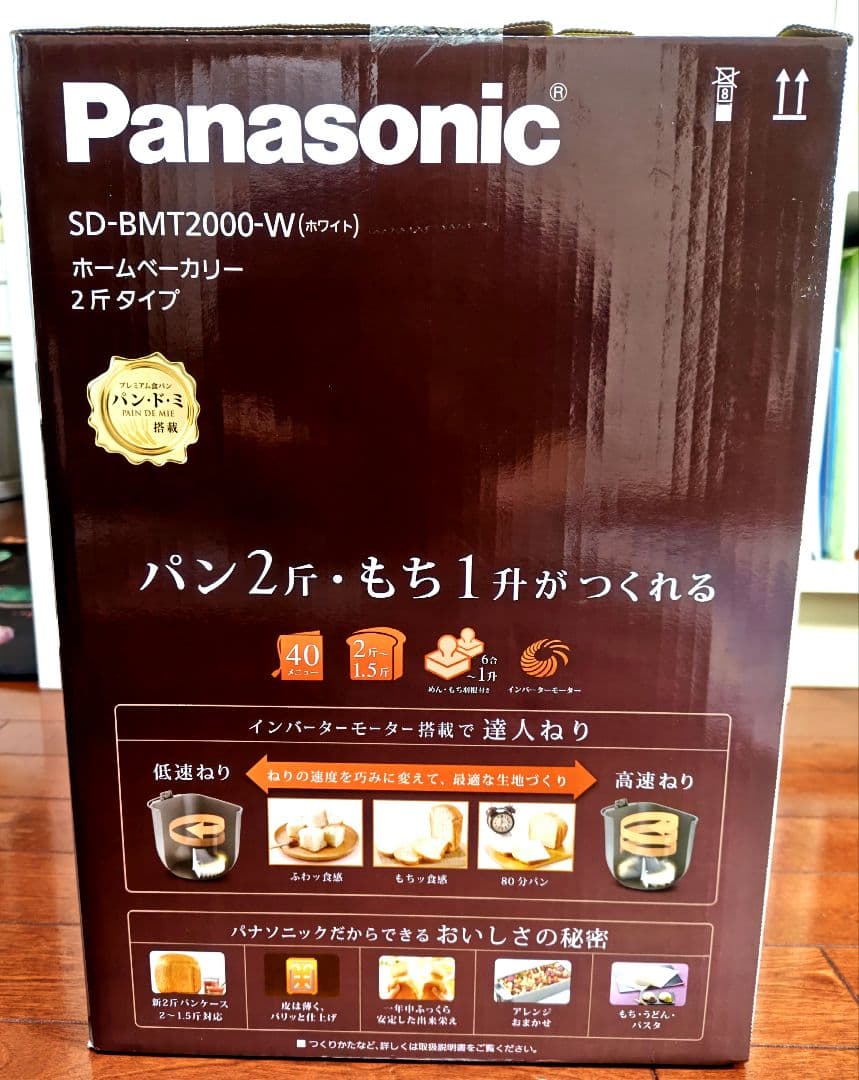 Panasonic®
8
SD-BMT2000-W(ホワイト)
ホームベーカリー
2斤タイプ
プレミアム食パン
パン・ド・ミ
PAIN DE MIE
搭載
パン2斤・もち1升がつくれる
40
メニュー
2斤~
1.5斤
6合
~1升
めん・もち羽根付き
インバーターモーター
インバーターモーター搭載で 達人ねり
低速ねり
ねりの速度を巧みに変えて、最適な生地づくり
高速ねり
ふわッ食感
もちッ食感
80分パン
パナソニックだからできる おいしさの秘密
新2斤パンケース
2~1.5斤対応
皮は薄く、
パリッと仕上げ
一年中ふっくら
安定した出来栄え
アレンジ
おまかせ
もち・うどん・
パスタ
■つくりかたなど、詳しくは取扱説明書をご覧ください。